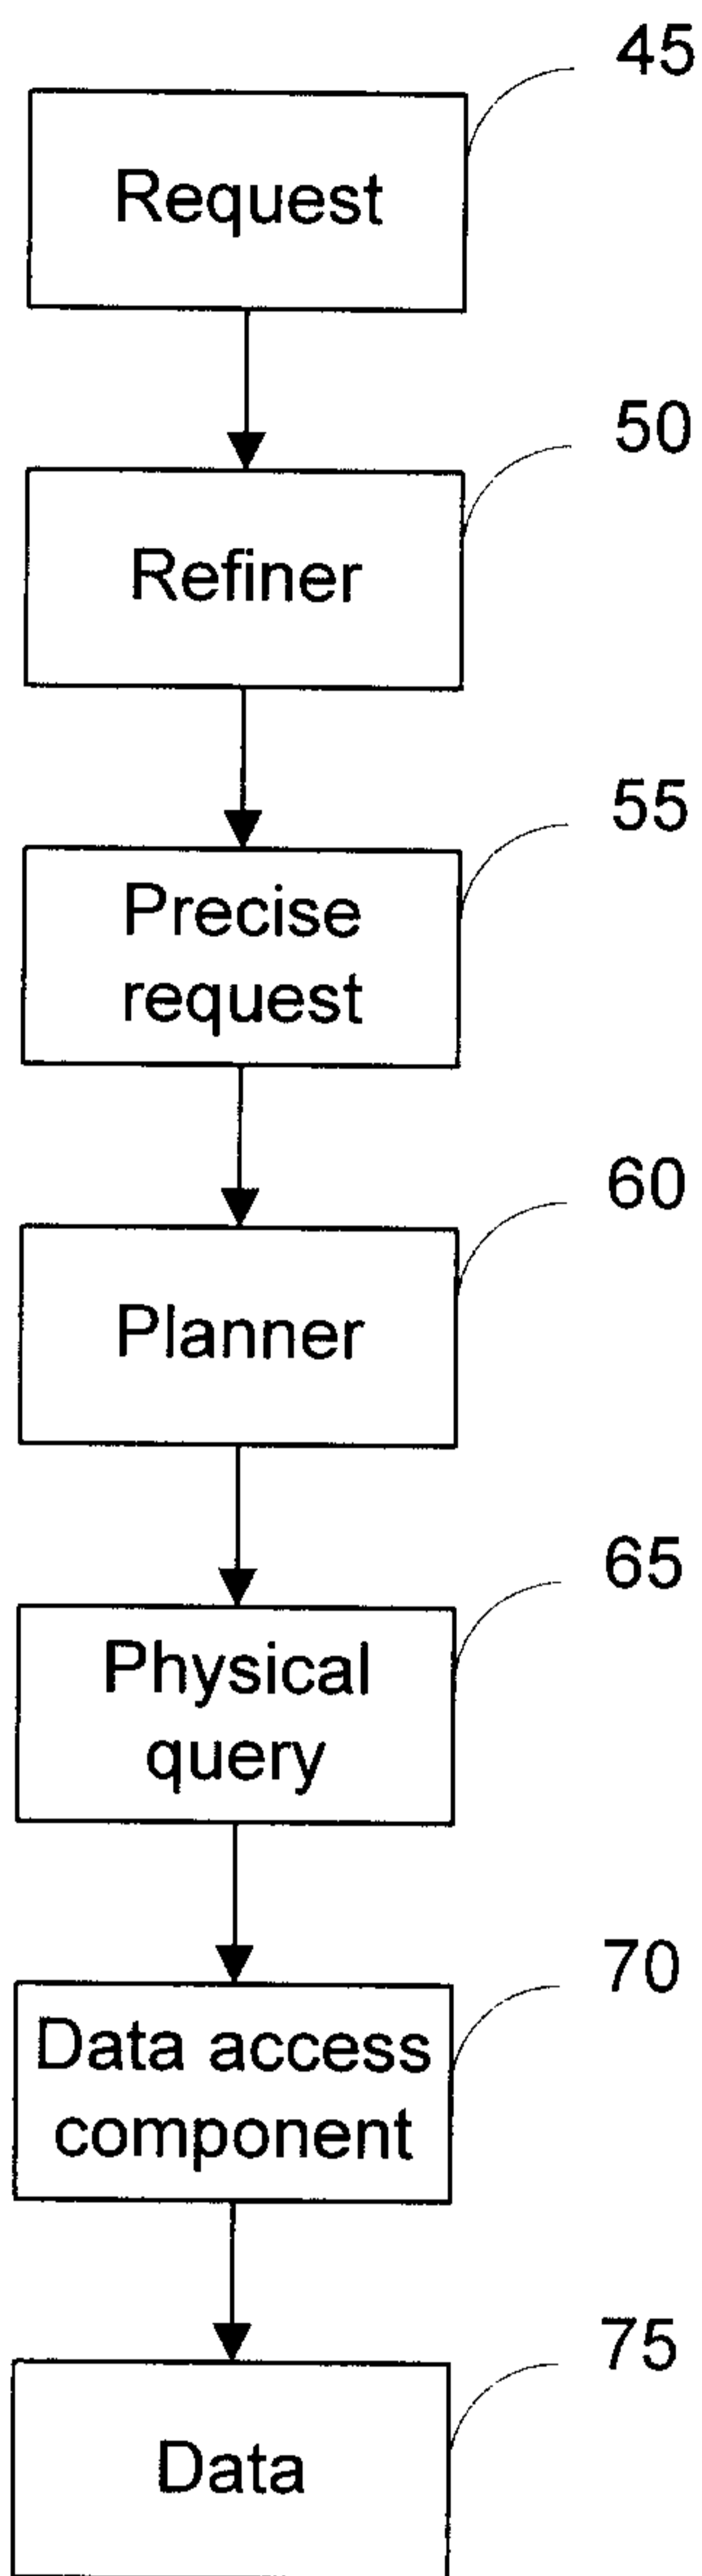 45
Request
50
Refiner
55
Precise
request
60
Planner
65
Physical
query
70
Data access
component
75
Data